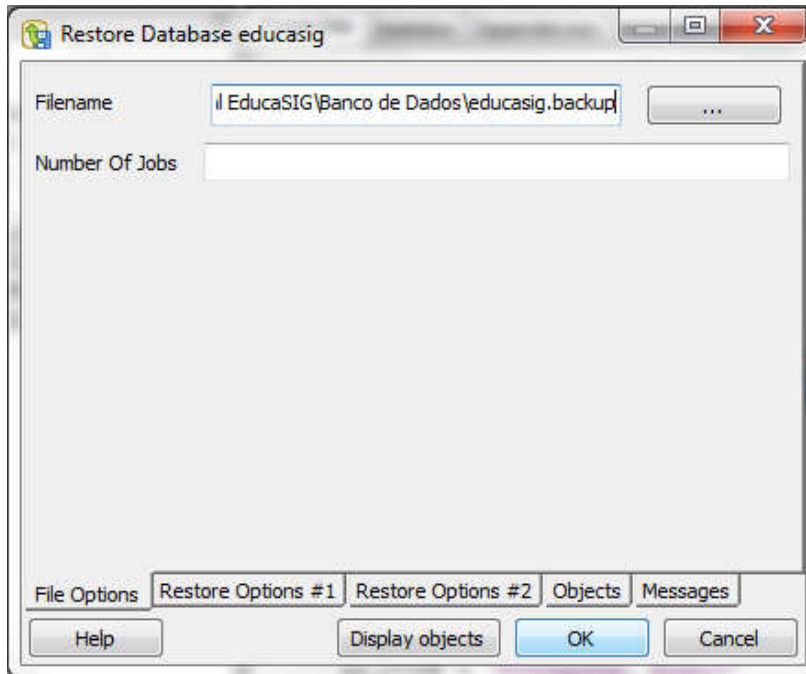 Restore Database educasig
Filename
EducaSIG\Banco de Dados\educasig.backup
...
Number Of Jobs
File Options Restore Options #1 Restore Options #2 Objects Messages
Help Display objects OK Cancel